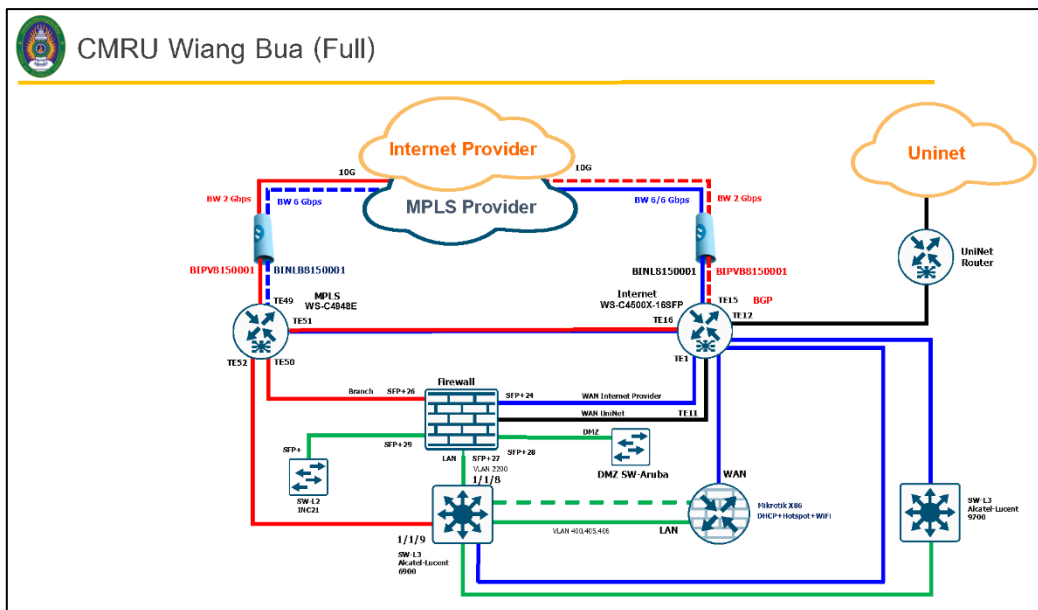 CMRU Wiang Bua (Full)
Internet Provider
MPLS Provider
Uninet
10G
10G
BW 2 Gbps
BW 6 Gbps
BW 6/6 Gbps
BW 2 Gbps
BIPVB8150001
BINLB8150001
BINL8150001
BIPVB8150001
UniNet
Router
TE49
MPLS
WS-C4948E
TE51
Internet
WS-C4500X-16SFP
TE15
BGP
TE16
TE12
TE52
TE50
TE1
Firewall
Branch
SFP+26
SFP+24
WAN Internet Provider
WAN UniNet
TE11
SFP+
SFP+29
DMZ
SFP+28
LAN
SFP+27
VLAN 2200
1/1/8
DMZ SW-Aruba
WAN
SW-L2
INC21
Mikrotik X86
DHCP+Hotspot+WiFi
VLAN 400,405,406
LAN
SW-L3
Alcatel-Lucent
9700
1/1/9
SW-L3
Alcatel-Lucent
6900